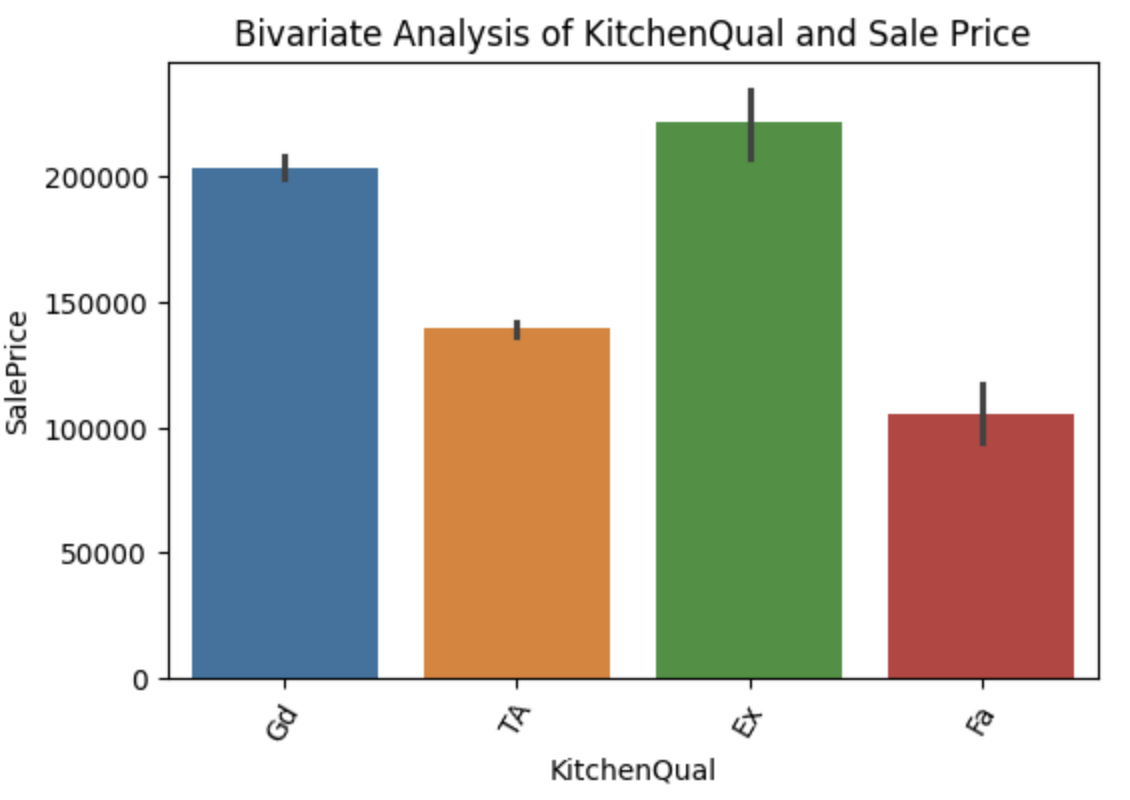 Bivariate Analysis of KitchenQual and Sale Price
SalePrice
200000
150000
100000
50000
0
Gd
TA
Ex
Fa
KitchenQual